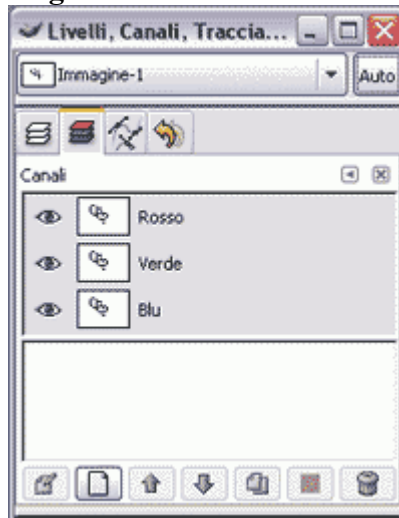 Livelli, Canali, Traccia...
Immagine-1
Auto
Canali
Rosso
Verde
Blu